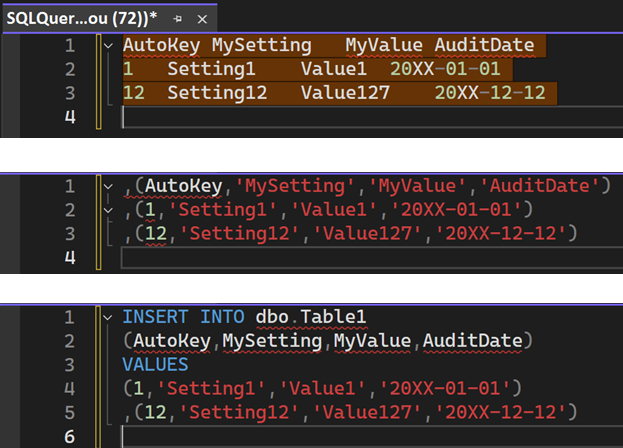 SQLQuer...ou (72))*
1 AutoKey MySetting MyValue AuditDate
2 1 Setting1 Value1 20XX-01-01
3 12 Setting12 Value127 20XX-12-12
4
1 ,(AutoKey,'MySetting','MyValue','AuditDate')
2 ,(1,'Setting1','Value1','20XX-01-01')
3 ,(12,'Setting12','Value127','20XX-12-12')
4
1 INSERT INTO dbo.Table1
2 (AutoKey,MySetting,MyValue,AuditDate)
3 VALUES
4 (1,'Setting1','Value1','20XX-01-01')
5 ,(12,'Setting12','Value127','20XX-12-12')
6